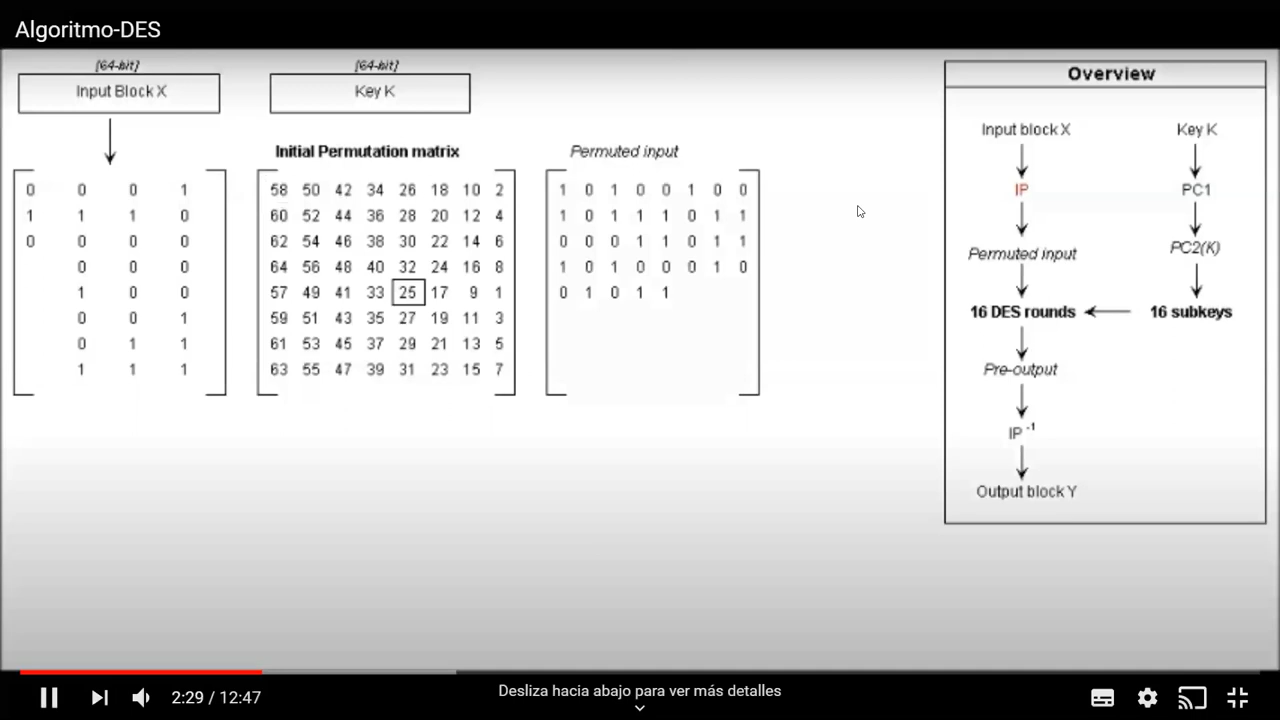 Algoritmo-DES
[64-bit]
Input Block X
[64-bit]
Key K
Initial Permutation matrix
Permuted input
0 0 0 1
1 1 1 0
0 0 0 0
0 0 0
1 0 0
0 0 1
0 1 1
1 1 1
58 50 42 34 26 18 10 2
60 52 44 36 28 20 12 4
62 54 46 38 30 22 14 6
64 56 48 40 32 24 16 8
57 49 41 33 25 17 9 1
59 51 43 35 27 19 11 3
61 53 45 37 29 21 13 5
63 55 47 39 31 23 15 7
1 0 1 0 0 1 0 0
1 0 1 1 1 0 1 1
0 0 0 1 1 0 1 1
1 0 1 0 0 0 1 0
0 1 0 1 1
Overview
Input block X
Key K
IP
PC1
Permuted input
PC2(K)
16 DES rounds
16 subkeys
Pre-output
IP -1
Output block Y
2:29 / 12:47
Desliza hacia abajo para ver más detalles